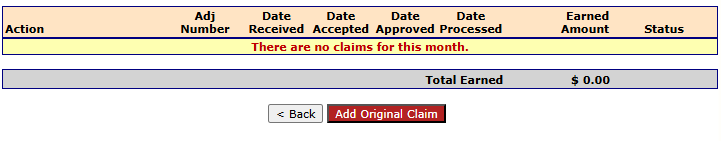 Action Adj Number Date Received Date Accepted Date Approved Date Processed Earned Amount Status
There are no claims for this month.
Total Earned $ 0.00
< Back Add Original Claim